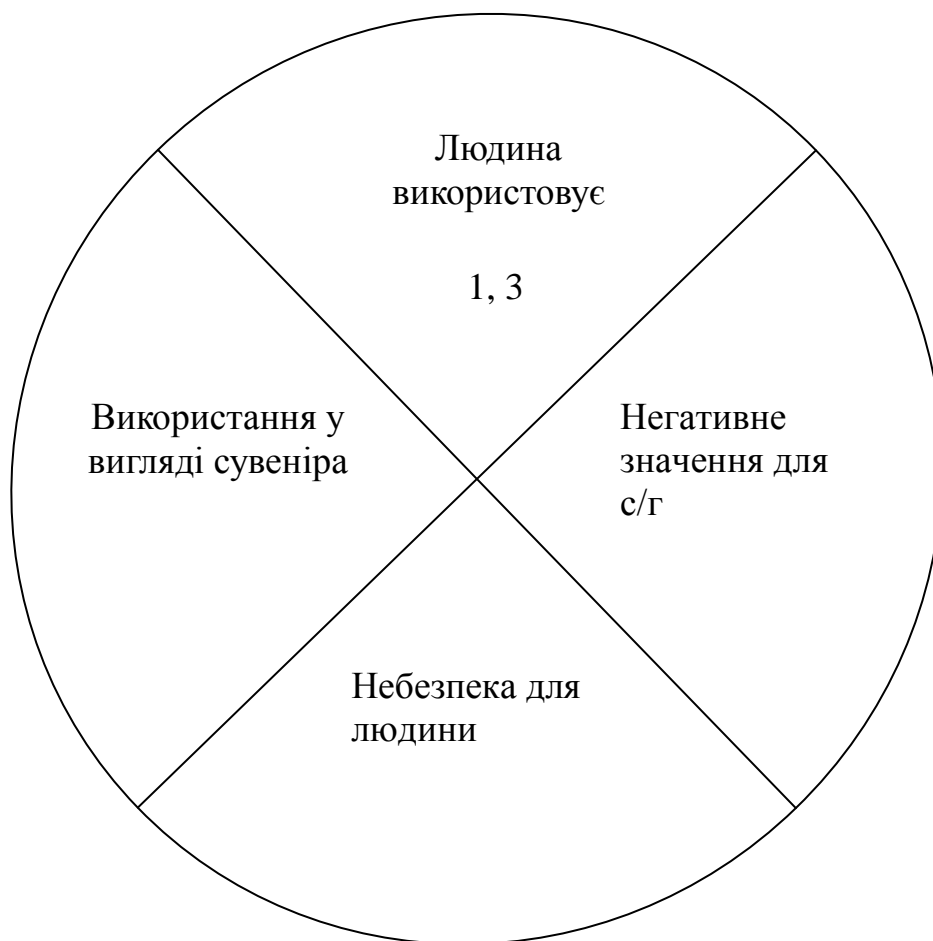 Людина
використовує
1, 3
Використання у
вигляді сувеніра
Негативне
значення для
с/г
Небезпека для
людини